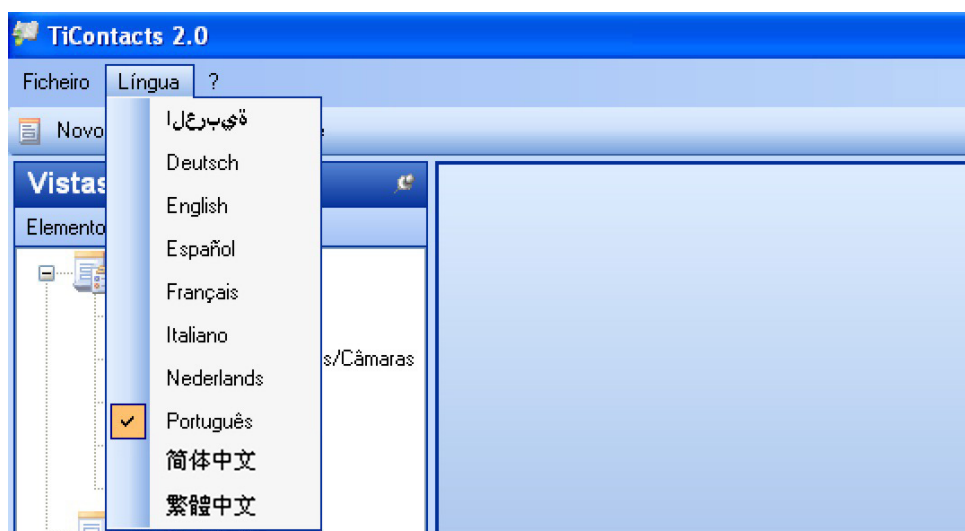 TiContacts 2.0
Ficheiro Língua ?
Novo
Vistas
Elemento
ةيبرعلا
Deutsch
English
Español
Français
Italiano
s/Câmaras
Nederlands
Português
简体中文
繁體中文